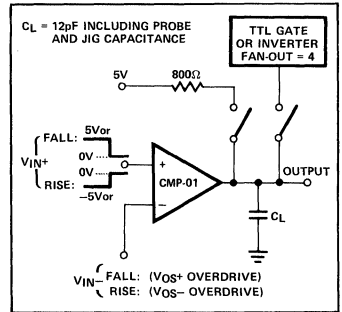 CL = 12pF INCLUDING PROBE
AND JIG CAPACITANCE
TTL GATE
OR INVERTER
FAN-OUT = 4
5V
800Ω
FALL: 5Vor
0V
VIN+
0V
RISE: −5Vor
+
CMP-01
−
OUTPUT
CL
VIN− FALL: (VOS+ OVERDRIVE)
RISE: (VOS− OVERDRIVE)